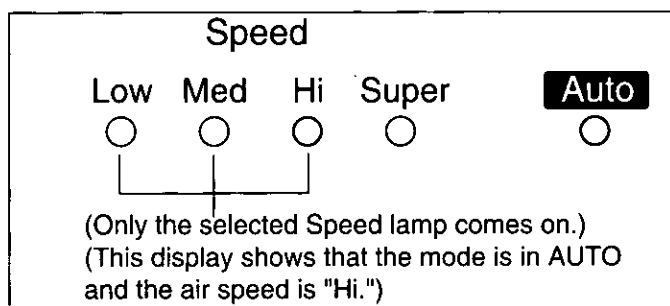 Speed
Low Med Hi Super Auto
(Only the selected Speed lamp comes on.)
(This display shows that the mode is in AUTO
and the air speed is "Hi.")